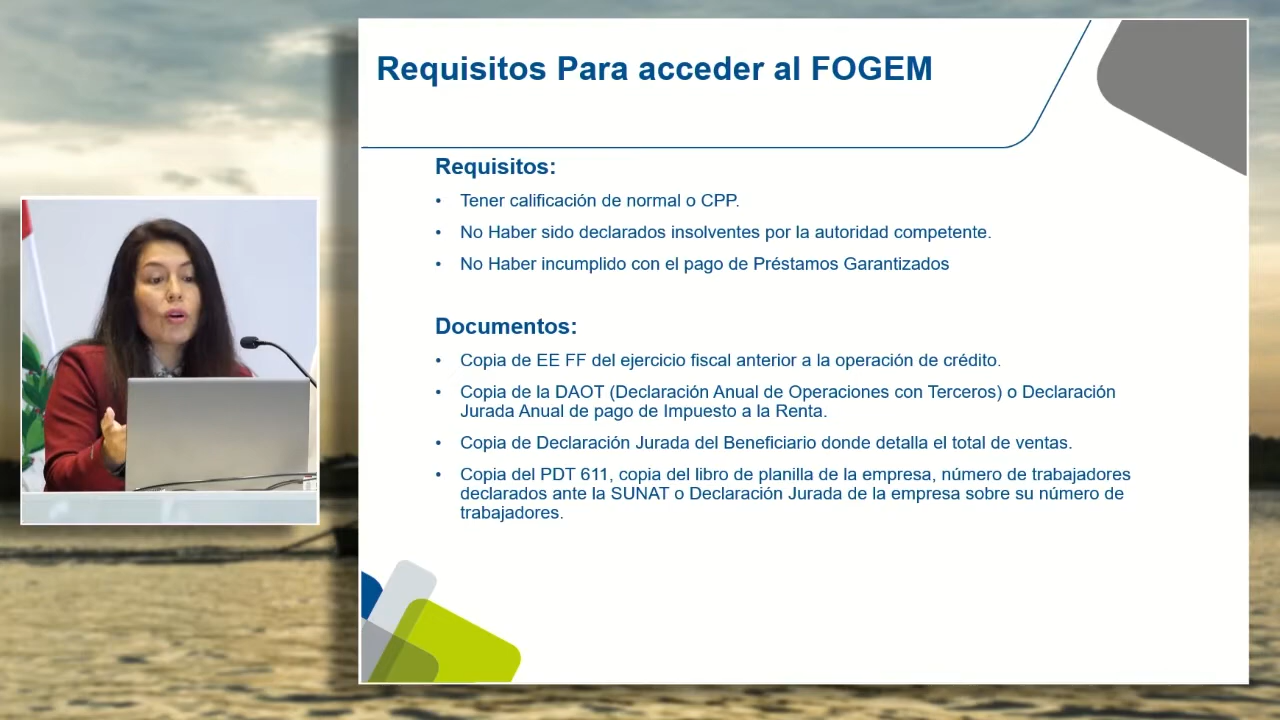 Requisitos Para acceder al FOGEM
Requisitos:
• Tener calificación de normal o CPP.
• No Haber sido declarados insolventes por la autoridad competente.
• No Haber incumplido con el pago de Préstamos Garantizados
Documentos:
• Copia de EE FF del ejercicio fiscal anterior a la operación de crédito.
• Copia de la DAOT (Declaración Anual de Operaciones con Terceros) o Declaración
Jurada Anual de pago de Impuesto a la Renta.
• Copia de Declaración Jurada del Beneficiario donde detalla el total de ventas.
• Copia del PDT 611, copia del libro de planilla de la empresa, número de trabajadores
declarados ante la SUNAT o Declaración Jurada de la empresa sobre su número de
trabajadores.